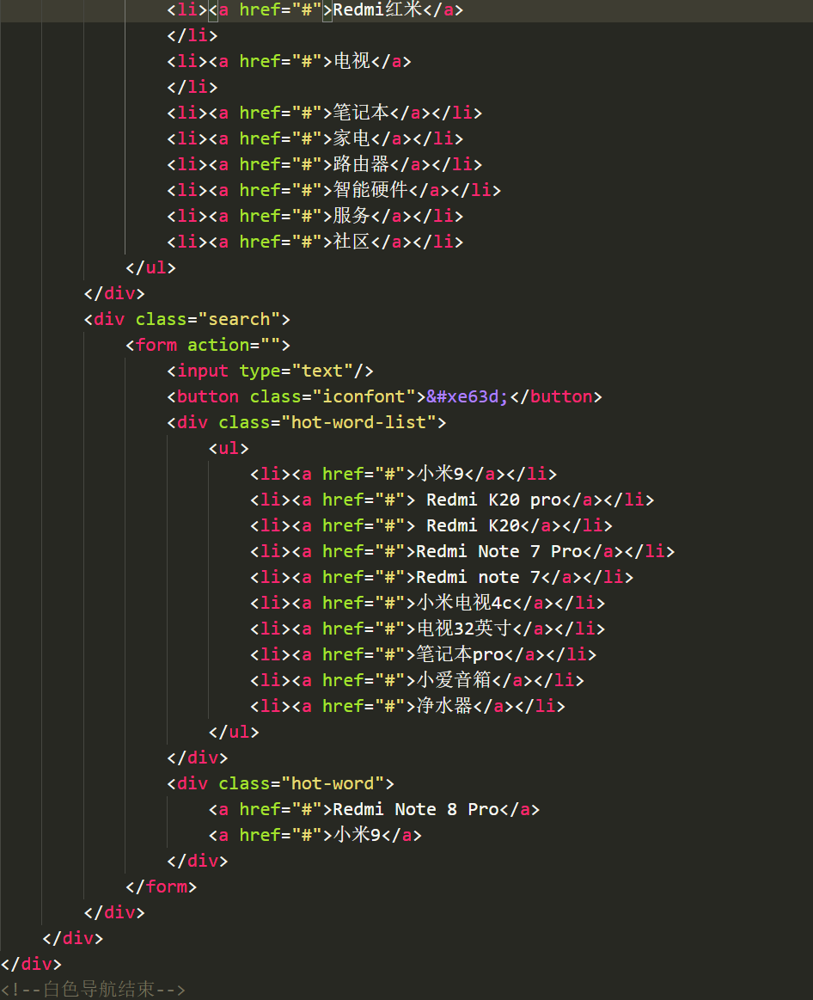 <li><a href="#">Redmi红米</a>
</li>
<li><a href="#">电视</a>
</li>
<li><a href="#">笔记本</a></li>
<li><a href="#">家电</a></li>
<li><a href="#">路由器</a></li>
<li><a href="#">智能硬件</a></li>
<li><a href="#">服务</a></li>
<li><a href="#">社区</a></li>
</ul>
</div>
<div class="search">
<form action="">
<input type="text"/>
<button class="iconfont">&#xe63d;</button>
<div class="hot-word-list">
<ul>
<li><a href="#">小米9</a></li>
<li><a href="#"> Redmi K20 pro</a></li>
<li><a href="#"> Redmi K20</a></li>
<li><a href="#">Redmi Note 7 Pro</a></li>
<li><a href="#">Redmi note 7</a></li>
<li><a href="#">小米电视4c</a></li>
<li><a href="#">电视32英寸</a></li>
<li><a href="#">笔记本pro</a></li>
<li><a href="#">小爱音箱</a></li>
<li><a href="#">净水器</a></li>
</ul>
</div>
<div class="hot-word">
<a href="#">Redmi Note 8 Pro</a>
<a href="#">小米9</a>
</div>
</form>
</div>
</div>
</div>
<!--白色导航结束-->